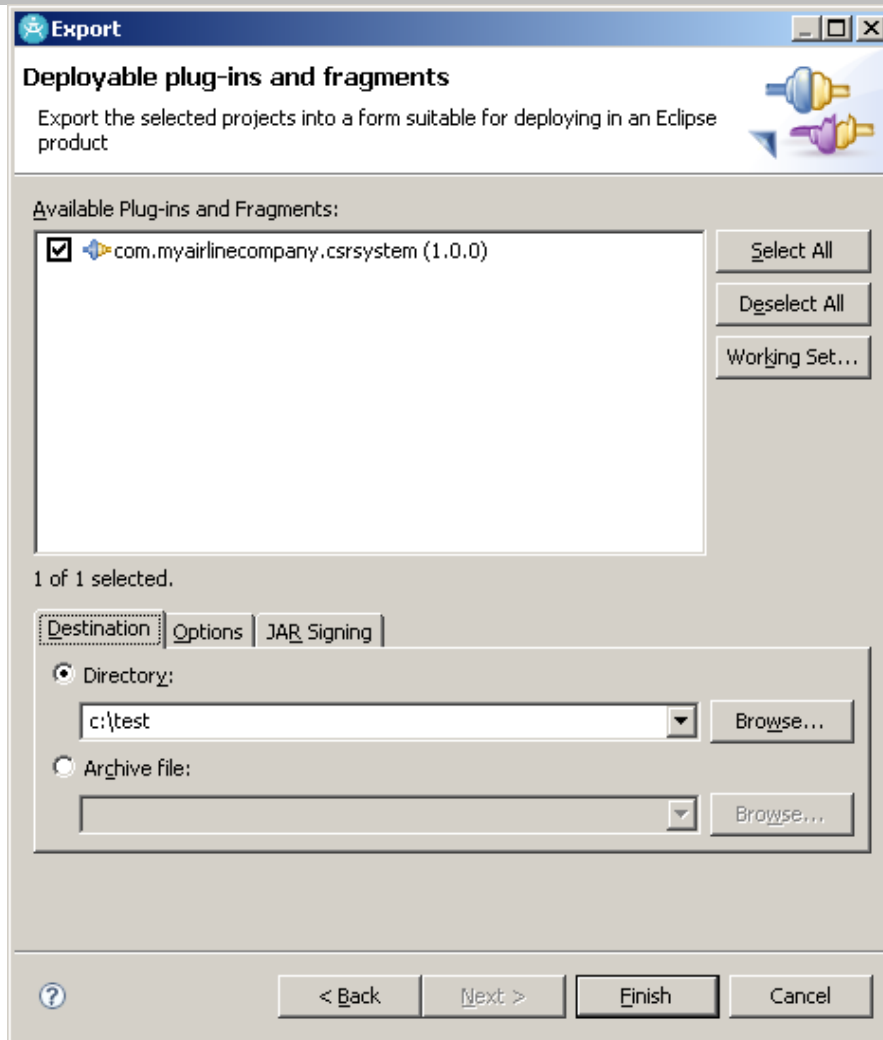 Export
Deployable plug-ins and fragments
Export the selected projects into a form suitable for deploying in an Eclipse
product
Available Plug-ins and Fragments:
com.myairlinecompany.csrsystem (1.0.0)
Select All
Deselect All
Working Set...
1 of 1 selected.
Destination
Options
JAR Signing
Directory:
c:\test
Browse...
Archive file:
Browse...
?
< Back
Next >
Finish
Cancel